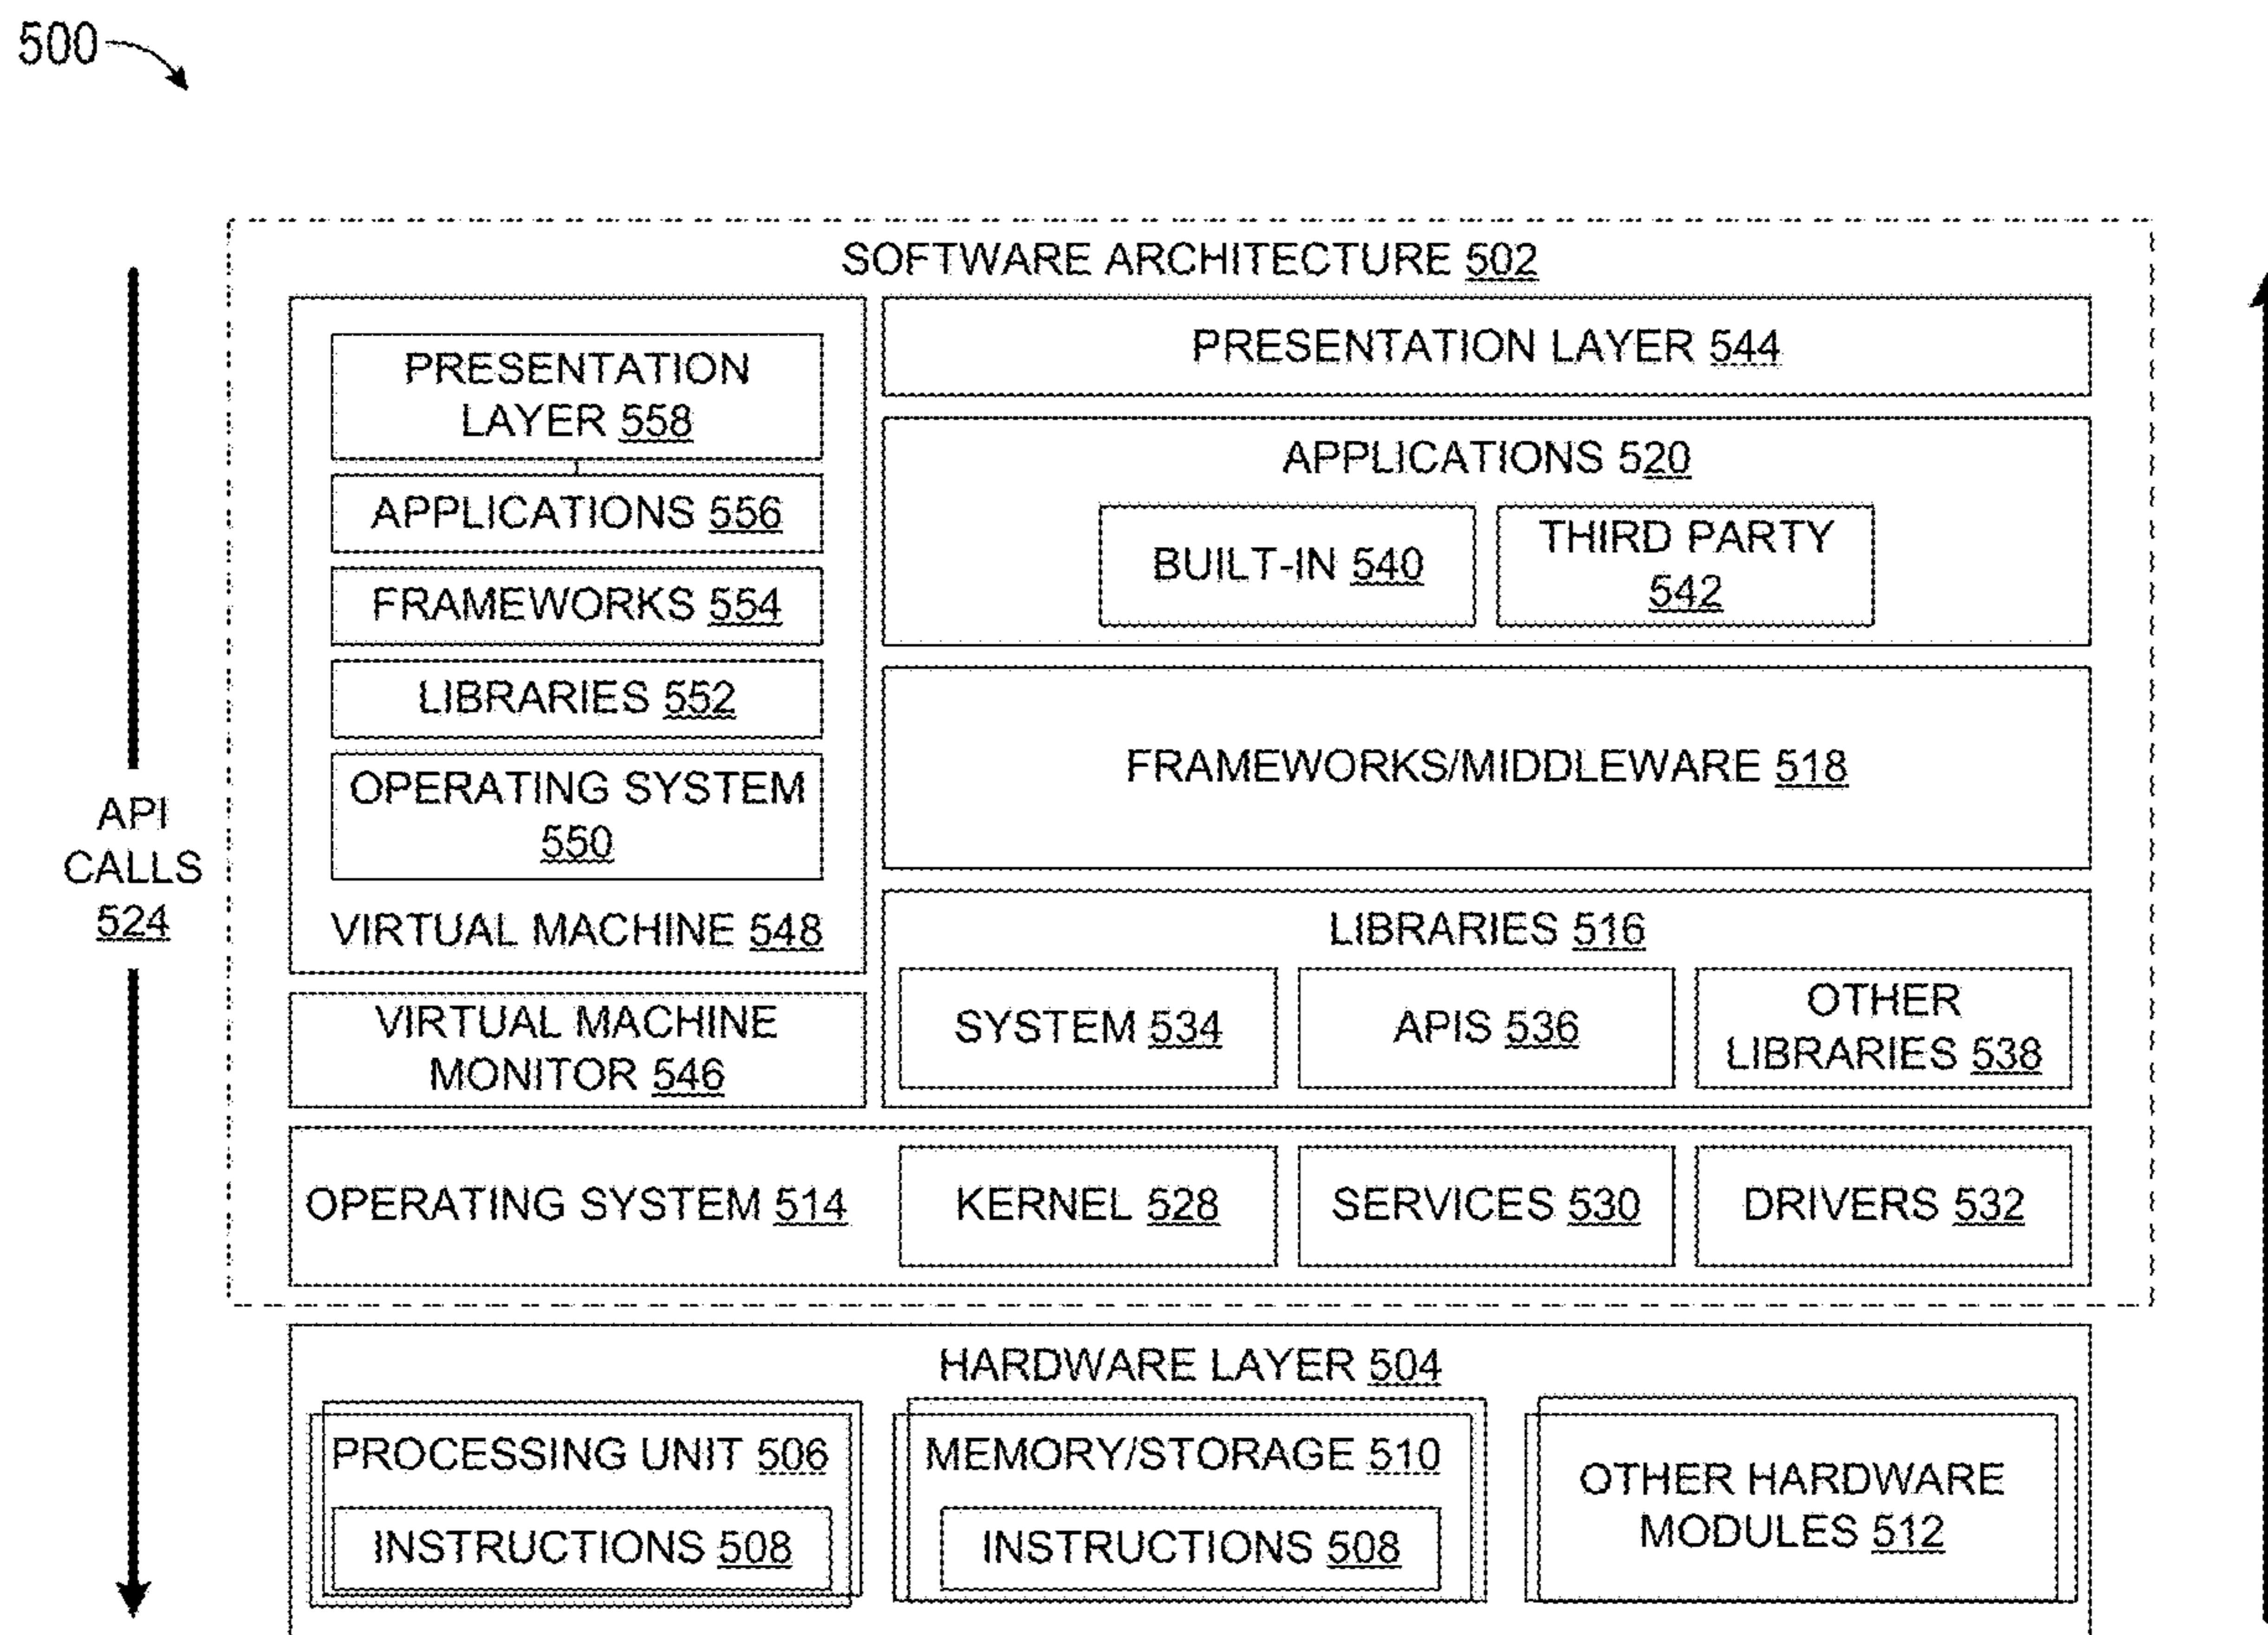 500
SOFTWARE ARCHITECTURE 502
PRESENTATION
LAYER 558
APPLICATIONS 556
FRAMEWORKS 554
LIBRARIES 552
OPERATING SYSTEM
550
VIRTUAL MACHINE 548
VIRTUAL MACHINE
MONITOR 546
PRESENTATION LAYER 544
APPLICATIONS 520
BUILT-IN 540
THIRD PARTY
542
FRAMEWORKS/MIDDLEWARE 518
LIBRARIES 516
SYSTEM 534
APIS 536
OTHER
LIBRARIES 538
OPERATING SYSTEM 514
KERNEL 528
SERVICES 530
DRIVERS 532
API
CALLS
524
HARDWARE LAYER 504
PROCESSING UNIT 506
INSTRUCTIONS 508
MEMORY/STORAGE 510
INSTRUCTIONS 508
OTHER HARDWARE
MODULES 512